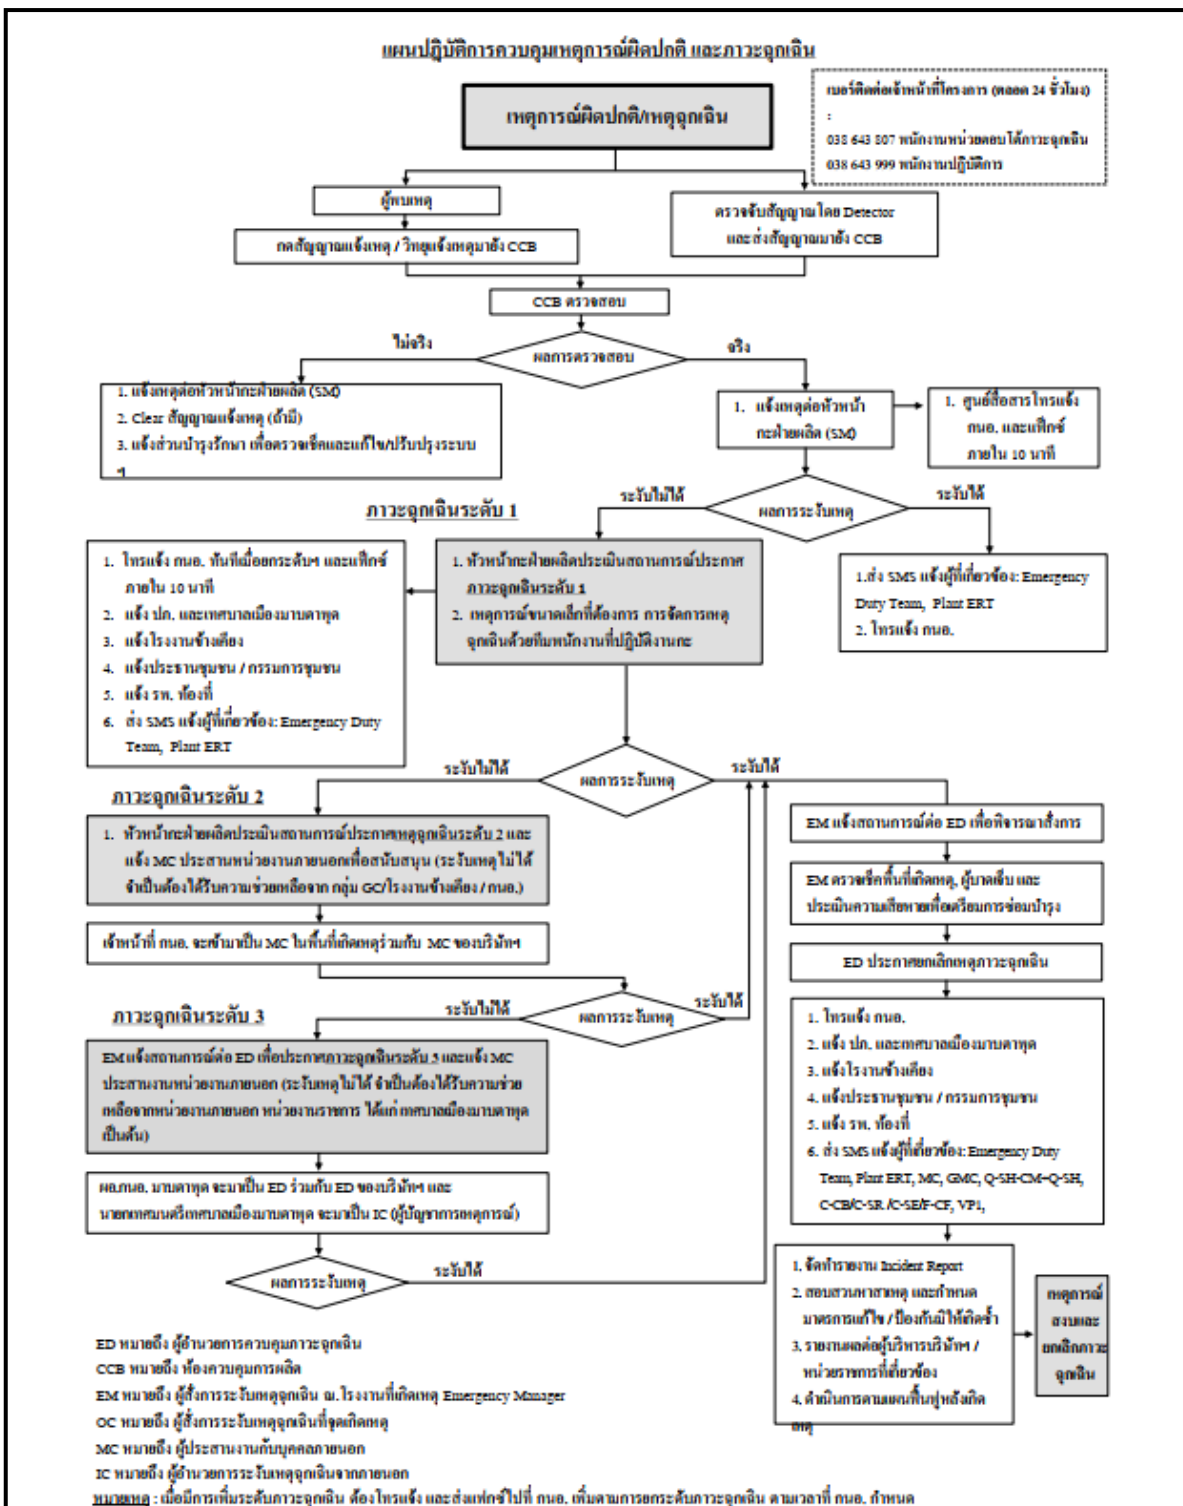 แผนปฏิบัติการควบคุมเหตุการณ์ผิดปกติ และภาวะฉุกเฉิน
เหตุการณ์ผิดปกติ/เหตุฉุกเฉิน
เบอร์ติดต่อเจ้าหน้าที่โครงการ (ตลอด 24 ชั่วโมง)
:
038 643 807 พนักงานหน่วยตอบโต้ภาวะฉุกเฉิน
038 643 999 พนักงานปฏิบัติการ
ผู้พบเหตุ
กดสัญญาณแจ้งเหตุ / วิทยุแจ้งเหตุมายัง CCB
ตรวจจับสัญญาณโดย Detector
และส่งสัญญาณมายัง CCB
CCB ตรวจสอบ
ผลการตรวจสอบ
ไม่จริง
จริง
1. แจ้งเหตุต่อหัวหน้ากะฝ่ายผลิต (SM)
2. Clear สัญญาณแจ้งเหตุ (ถ้ามี)
3. แจ้งส่วนบำรุงรักษา เพื่อตรวจเช็คและแก้ไข/ปรับปรุงระบบ
ฯ
1. แจ้งเหตุต่อหัวหน้า
กะฝ่ายผลิต (SM)
1. ศูนย์สื่อสารโทรแจ้ง
กนอ. และแฟ็กซ์
ภายใน 10 นาที
ผลการระงับเหตุ
ระงับไม่ได้
ระงับได้
ภาวะฉุกเฉินระดับ 1
1. โทรแจ้ง กนอ. ทันทีเมื่อยกระดับฯ และแฟ็กซ์
ภายใน 10 นาที
2. แจ้ง ปภ. และเทศบาลเมืองมาบตาพุด
3. แจ้งโรงงานข้างเคียง
4. แจ้งประธานชุมชน / กรรมการชุมชน
5. แจ้ง รพ. ท้องที่
6. ส่ง SMS แจ้งผู้ที่เกี่ยวข้อง: Emergency Duty
Team, Plant ERT
1. หัวหน้ากะฝ่ายผลิตประเมินสถานการณ์ประกาศ
ภาวะฉุกเฉินระดับ 1
2. เหตุการณ์ขนาดเล็กที่ต้องการ การจัดการเหตุ
ฉุกเฉินด้วยทีมพนักงานที่ปฏิบัติงานกะ
1.ส่ง SMS แจ้งผู้ที่เกี่ยวข้อง: Emergency
Duty Team, Plant ERT
2. โทรแจ้ง กนอ.
ผลการระงับเหตุ
ระงับไม่ได้
ระงับได้
ภาวะฉุกเฉินระดับ 2
1. หัวหน้ากะฝ่ายผลิตประเมินสถานการณ์ประกาศเหตุฉุกเฉินระดับ 2 และ
แจ้ง MC ประสานหน่วยงานภายนอกเพื่อสนับสนุน (ระงับเหตุไม่ได้
จำเป็นต้องได้รับความช่วยเหลือจาก กลุ่ม GC/โรงงานข้างเคียง / กนอ.)
เจ้าหน้าที่ กนอ. จะเข้ามาเป็น MC ในพื้นที่เกิดเหตุร่วมกับ MC ของบริษัทฯ
ผลการระงับเหตุ
ระงับไม่ได้
ระงับได้
ภาวะฉุกเฉินระดับ 3
EM แจ้งสถานการณ์ต่อ ED เพื่อประกาศภาวะฉุกเฉินระดับ 3 และแจ้ง MC
ประสานงานหน่วยงานภายนอก (ระงับเหตุไม่ได้ จำเป็นต้องได้รับความช่วย
เหลือจากหน่วยงานภายนอก หน่วยงานราชการ ได้แก่ เทศบาลเมืองมาบตาพุด
เป็นต้น)
ผอ.กนอ. มาบตาพุด จะมาเป็น ED ร่วมกับ ED ของบริษัทฯ และ
นายกเทศมนตรีเทศบาลเมืองมาบตาพุด จะมาเป็น IC (ผู้บัญชาการเหตุการณ์)
ผลการระงับเหตุ
ระงับได้
EM แจ้งสถานการณ์ต่อ ED เพื่อพิจารณาสั่งการ
EM ตรวจเช็คพื้นที่เกิดเหตุ, ผู้บาดเจ็บ และ
ประเมินความเสียหายเพื่อเตรียมการซ่อมบำรุง
ED ประกาศยกเลิกเหตุภาวะฉุกเฉิน
1. โทรแจ้ง กนอ.
2. แจ้ง ปภ. และเทศบาลเมืองมาบตาพุด
3. แจ้งโรงานข้างเคียง
4. แจ้งประธานชุมชน / กรรมการชุมชน
5. แจ้ง รพ. ท้องที่
6. ส่ง SMS แจ้งผู้ที่เกี่ยวข้อง: Emergency Duty
Team, Plant ERT, MC, GMC, Q-SH-CM-Q-SH,
C-CB/C-SR /C-SE/F-CF, VP1,
1. จัดทำรายงาน Incident Report
2. สอบสวนหาสาเหตุ และกำหนด
มาตรการแก้ไข / ป้องกันมิให้เกิดซ้ำ
3. รายงานผลต่อผู้บริหารบริษัทฯ /
หน่วยราชการที่เกี่ยวข้อง
4. ดำเนินการตามแผนฟื้นฟูหลังเกิด
เหตุ
เหตุการณ์
สงบและ
ยกเลิกภาวะ
ฉุกเฉิน
ED หมายถึง ผู้อำนวยการควบคุมภาวะฉุกเฉิน
CCB หมายถึง ห้องควบคุมการผลิต
EM หมายถึง ผู้สั่งการระงับเหตุฉุกเฉิน ณ. โรงงานที่เกิดเหตุ Emergency Manager
OC หมายถึง ผู้สั่งการระงับเหตุฉุกเฉินที่จุดเกิดเหตุ
MC หมายถึง ผู้ประสานงานกับบุคคลภายนอก
IC หมายถึง ผู้อำนวยการระงับเหตุฉุกเฉินจากภายนอก
หมายเหตุ : เมื่อมีการเพิ่มระดับภาวะฉุกเฉิน ต้องโทรแจ้ง และส่งแฟกซ์ไปที่ กนอ. เพิ่มตามการยกระดับภาวะฉุกเฉิน ตามเวลาที่ กนอ. กำหนด